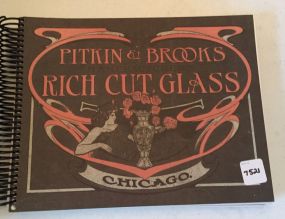 PITKIN & BROOKS
RICH CUT GLASS
CHICAGO.
7521